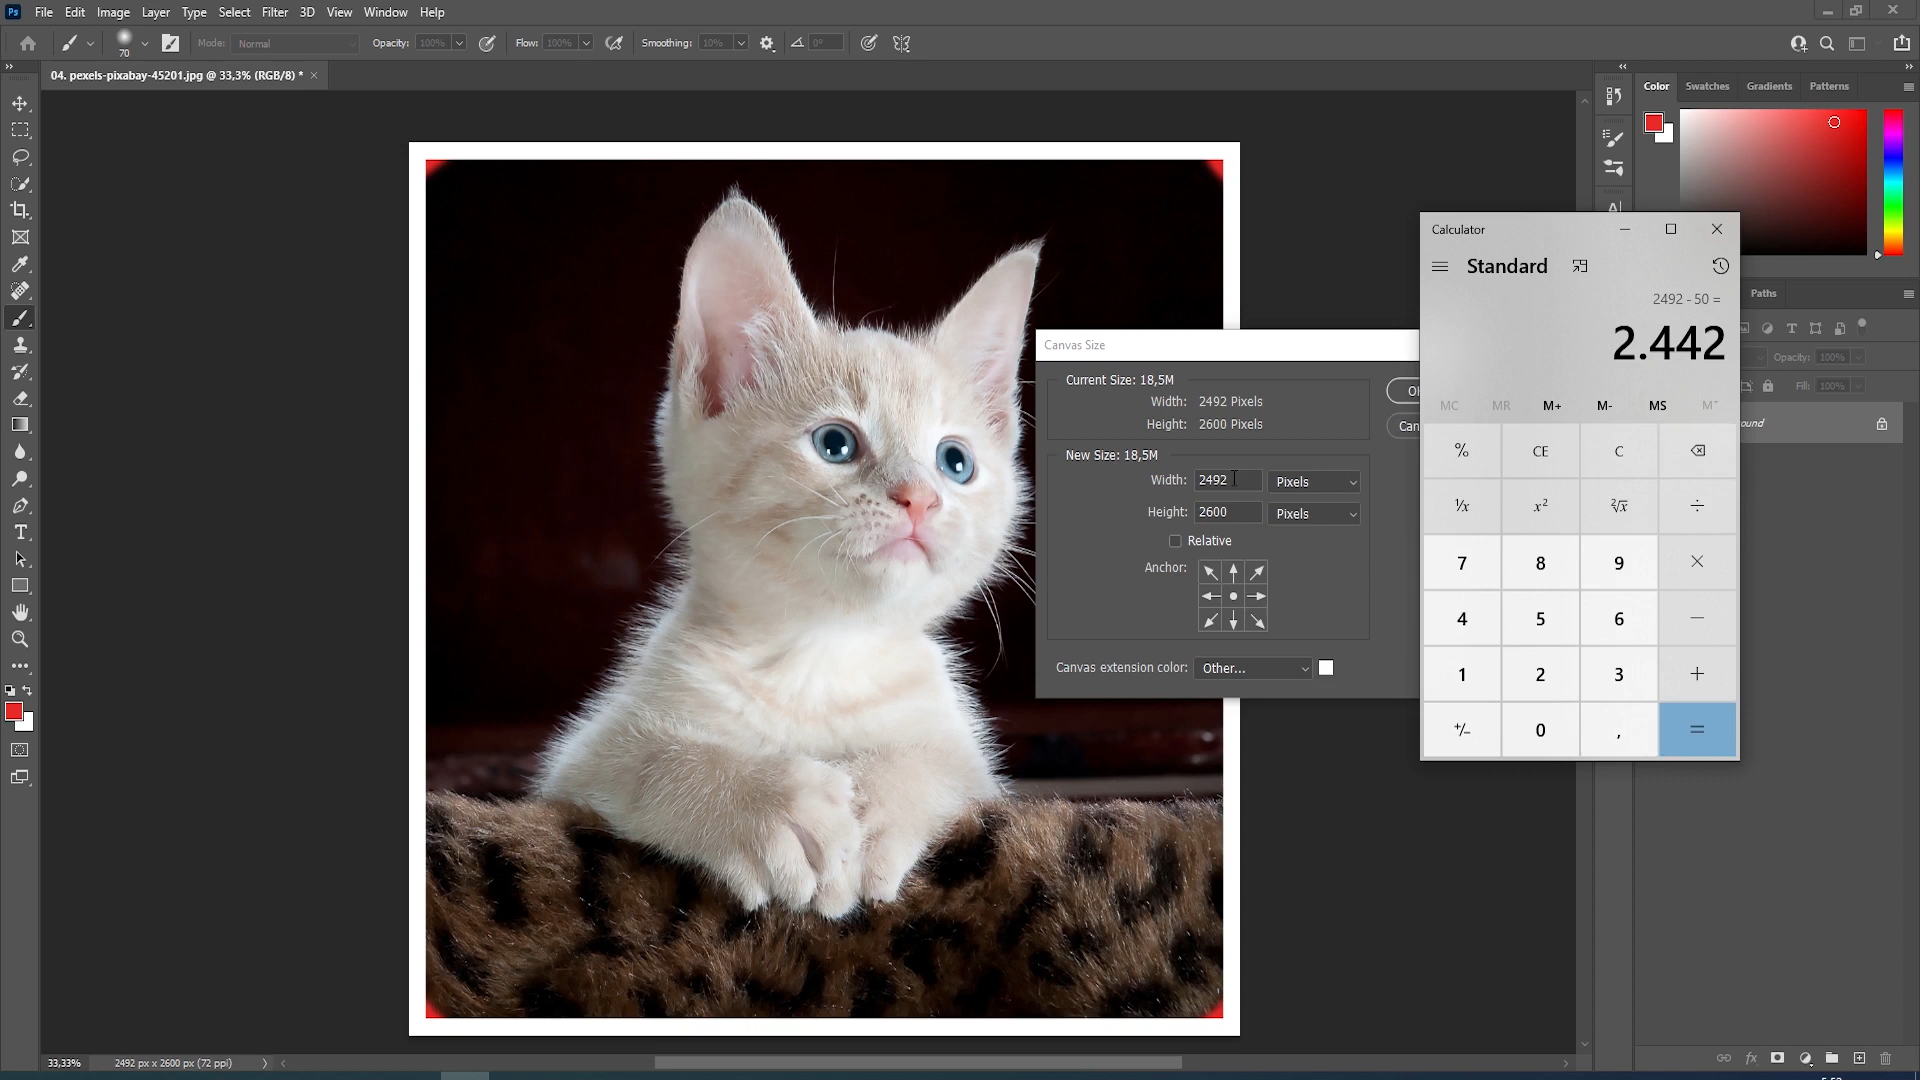 Ps File Edit Image Layer Type Select Filter 3D View Window Help
70 Mode: Normal Opacity: 100% Flow: 100% Smoothing: 10% 0°
04. pexels-pixabay-45201.jpg @ 33,3% (RGB/8) * ×
Color Swatches Gradients Patterns
Calculator
Standard
2492 - 50 =
2.442
MC MR M+ M- MS
% CE C
¹/x x² ²√x ÷
7 8 9 ×
4 5 6 −
1 2 3 +
+/- 0 , =
Paths
Opacity: 100%
Fill: 100%
ound
Canvas Size
Current Size: 18,5M
Width: 2492 Pixels
Height: 2600 Pixels
New Size: 18,5M
Width: 2492 Pixels
Height: 2600 Pixels
Relative
Anchor:
Canvas extension color: Other...
Can
33,33% 2492 px x 2600 px (72 ppi)